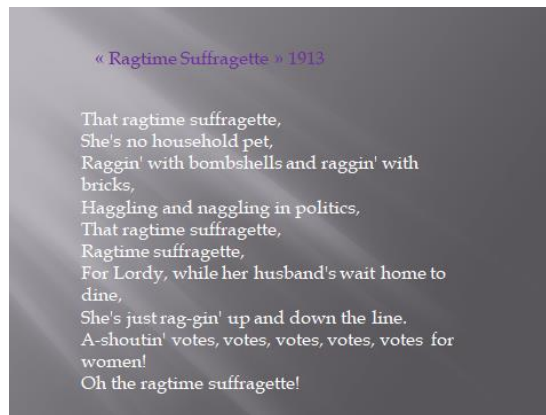 « Ragtime Suffragette » 1913
That ragtime suffragette,
She's no household pet,
Raggin' with bombshells and raggin' with
bricks,
Haggling and naggling in politics,
That ragtime suffragette,
Ragtime suffragette,
For Lordy, while her husband's wait home to
dine,
She's just rag-gin' up and down the line.
A-shoutin' votes, votes, votes, votes, votes for
women!
Oh the ragtime suffragette!